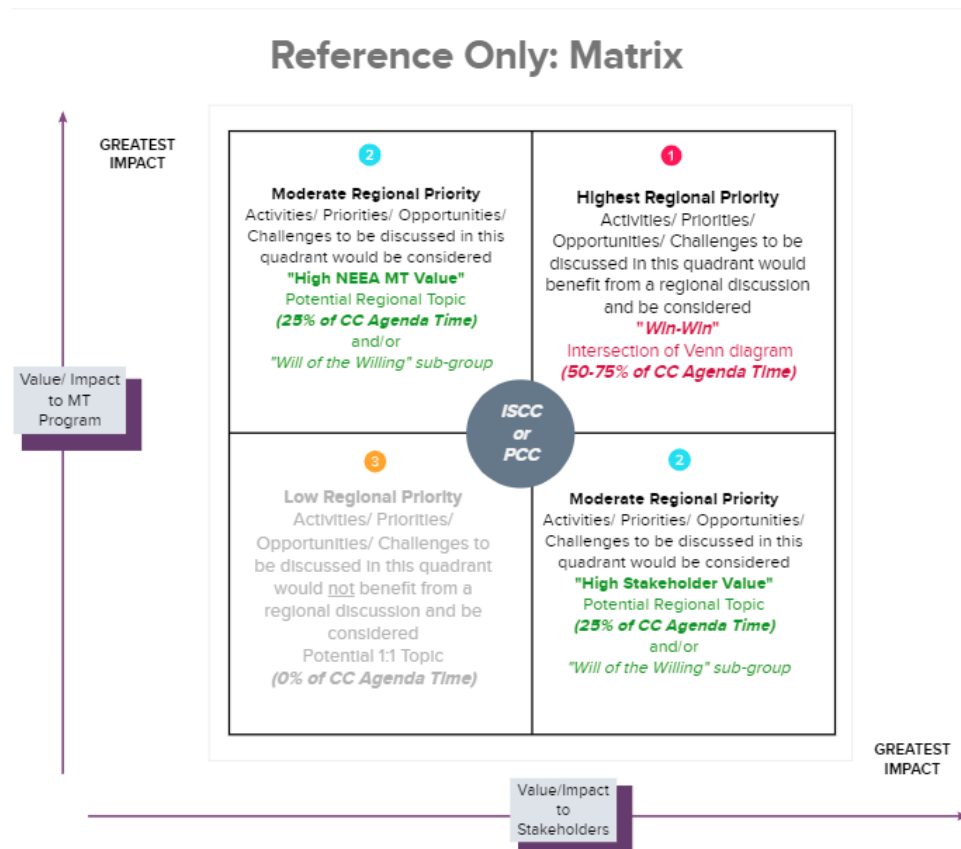 Reference Only: Matrix
GREATEST
IMPACT
2
Moderate Regional Priority
Activities/ Priorities/ Opportunities/
Challenges to be discussed in this
quadrant would be considered
"High NEEA MT Value"
Potential Regional Topic
(25% of CC Agenda Time)
and/or
"Will of the Willing" sub-group
1
Highest Regional Priority
Activities/ Priorities/
Opportunities/ Challenges to be
discussed in this quadrant would
benefit from a regional discussion
and be considered
"Win-Win"
Intersection of Venn diagram
(50-75% of CC Agenda Time)
Value/ Impact
to MT
Program
ISCC
or
PCC
3
Low Regional Priority
Activities/ Priorities/
Opportunities/ Challenges to
be discussed in this quadrant
would not benefit from a
regional discussion and be
considered
Potential 1:1 Topic
(0% of CC Agenda Time)
2
Moderate Regional Priority
Activities/ Priorities/ Opportunities/
Challenges to be discussed in this
quadrant would be considered
"High Stakeholder Value"
Potential Regional Topic
(25% of CC Agenda Time)
and/or
"Will of the Willing" sub-group
GREATEST
IMPACT
Value/Impact
to
Stakeholders